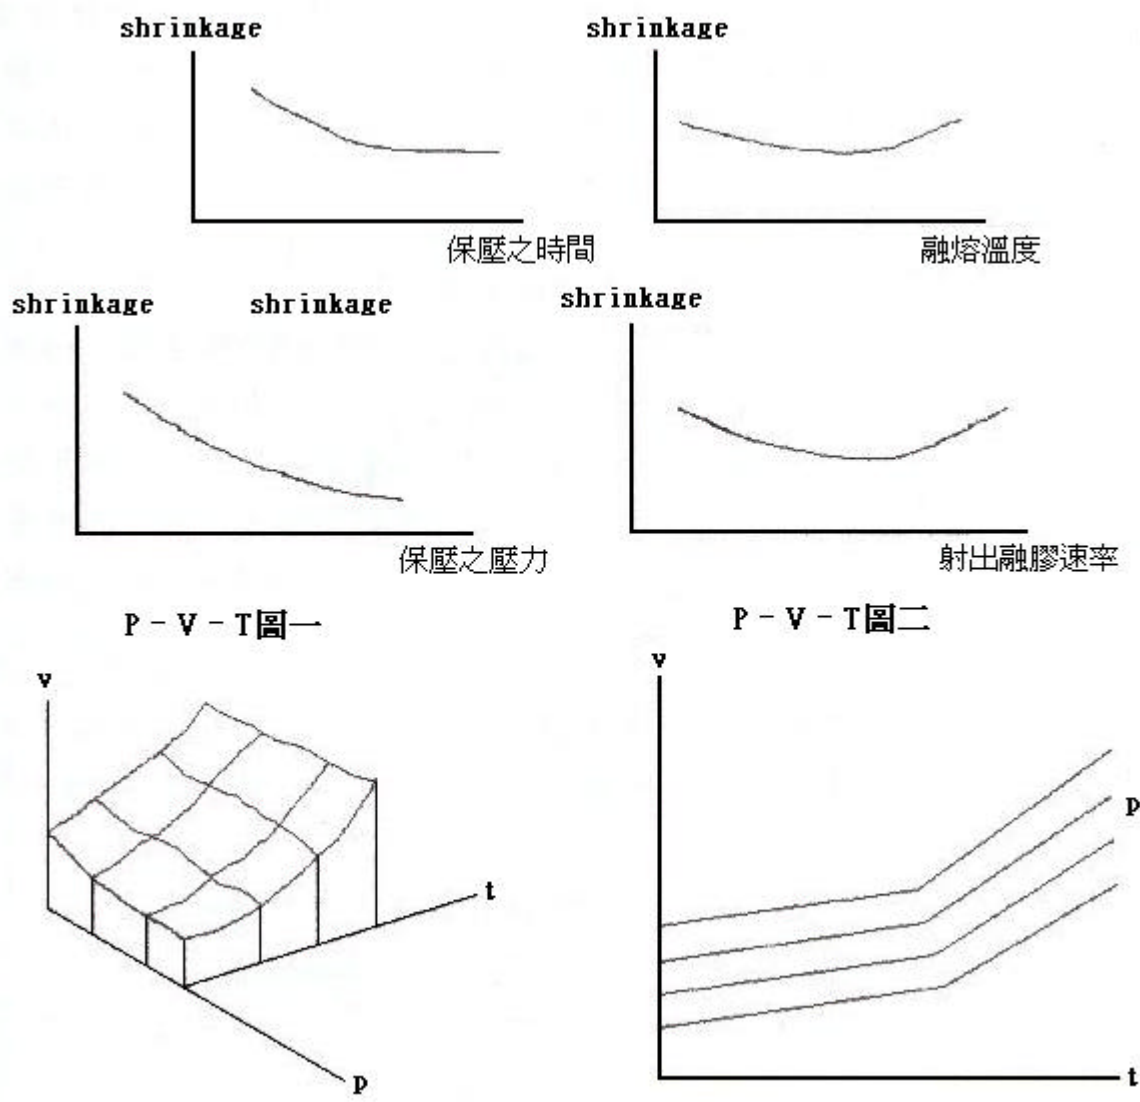 shrinkage
shrinkage
保壓之時間
融熔溫度
shrinkage
shrinkage
shrinkage
保壓之壓力
射出融膠速率
P - V - T圖一
P - V - T圖二
v
t
p
v
p
t